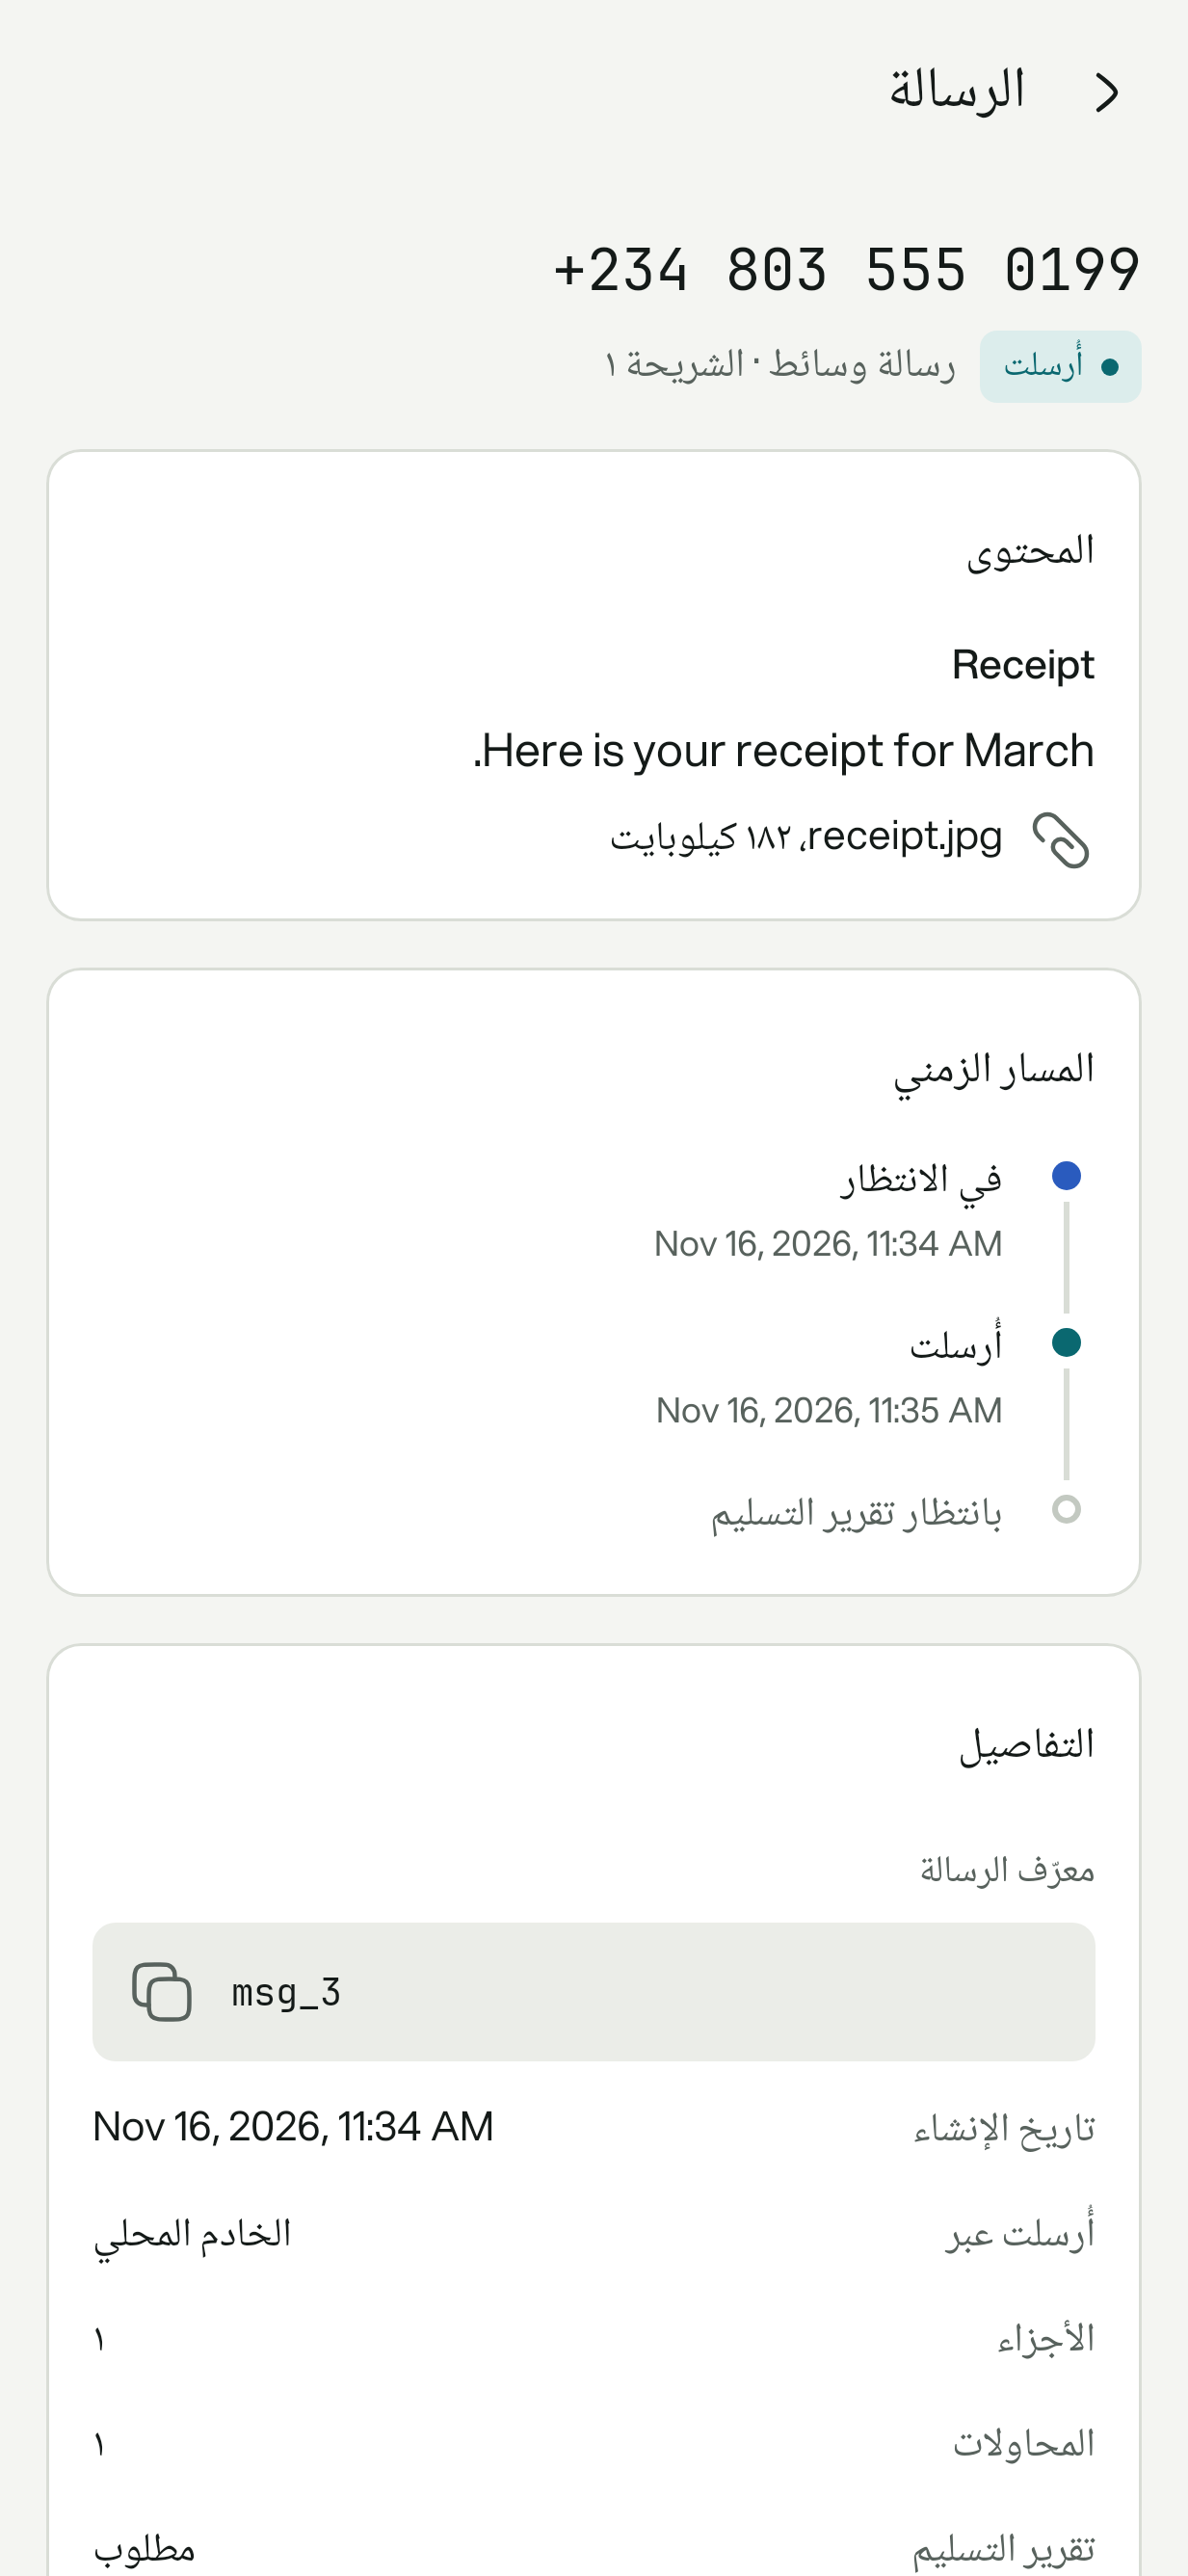 الرسالة
+234 803 555 0199
أُرسلت
رسالة وسائط · الشريحة ١
المحتوى
Receipt
Here is your receipt for March.
receipt.jpg، ١٨٢ كيلوبايت
المسار الزمني
في الانتظار
Nov 16, 2026, 11:34 AM
أُرسلت
Nov 16, 2026, 11:35 AM
بانتظار تقرير التسليم
التفاصيل
معرّف الرسالة
msg_3
تاريخ الإنشاء Nov 16, 2026, 11:34 AM
أُرسلت عبر الخادم المحلي
الأجزاء ١
المحاولات ١
تقرير التسليم مطلوب